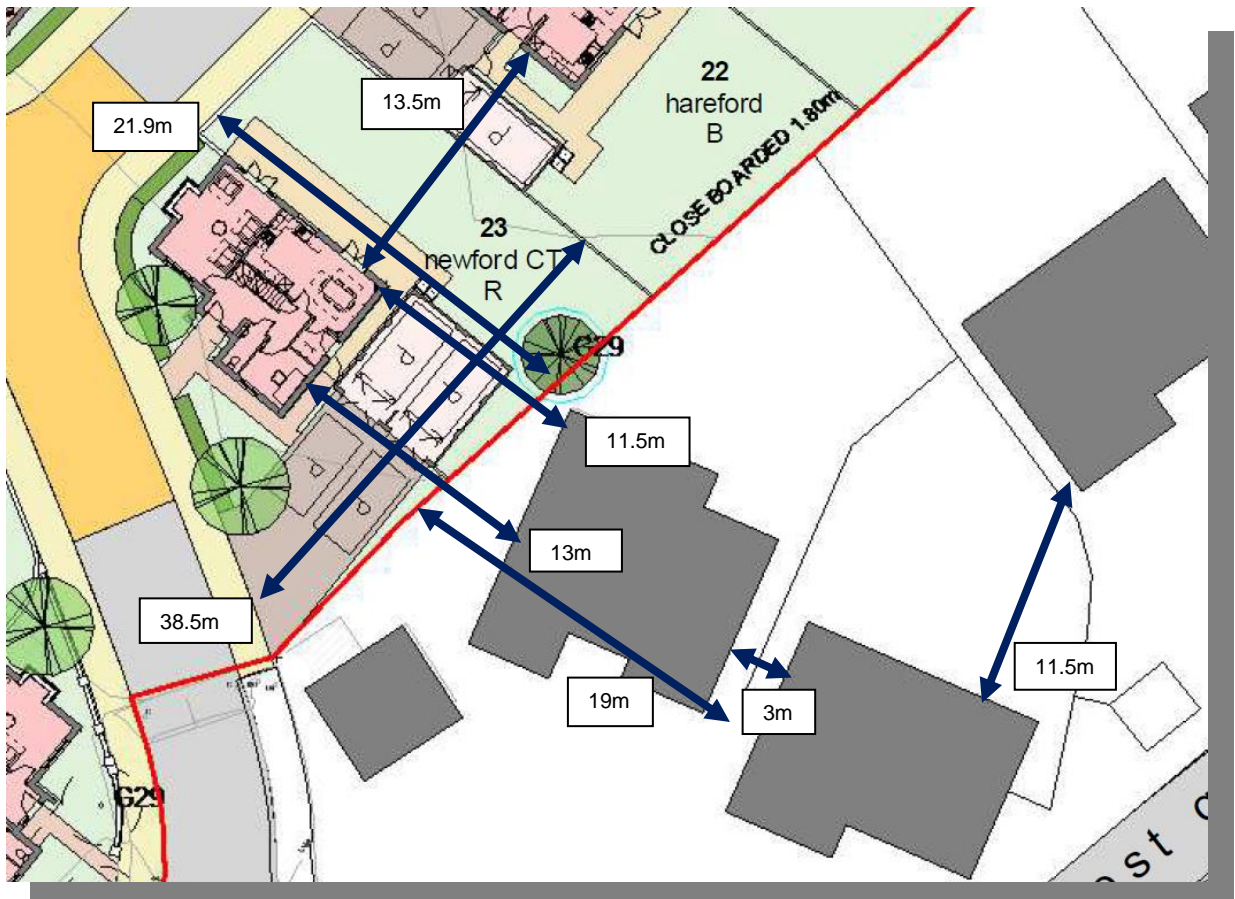 22
hareford
B
13.5m
21.9m
CLOSE BOARDED 1.80m
23
newford CT
R
G29
11.5m
13m
38.5m
11.5m
19m
3m
G29